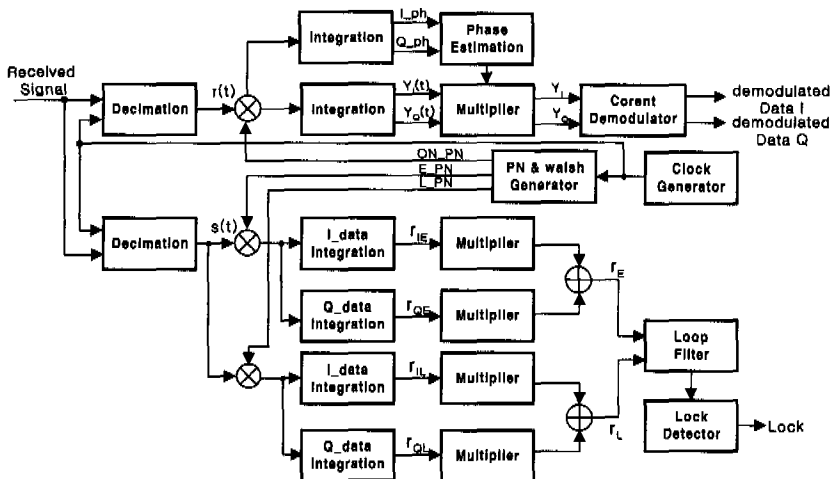 I_ph
Q_ph
Phase
Estimation
Integration
Received
Signal
Decimation
r(t)
Integration
Y_I(t)
Y_Q(t)
Multiplier
Y_I
Y_Q
Corent
Demodulator
demodulated
Data I
demodulated
Data Q
ON_PN
E_PN
L_PN
PN & walsh
Generator
Clock
Generator
Decimation
s(t)
I_data
Integration
r_IE
Multiplier
r_E
Q_data
Integration
r_QE
Multiplier
Loop
Filter
I_data
Integration
r_IL
Multiplier
r_L
Lock
Detector
Lock
Q_data
Integration
r_QL
Multiplier